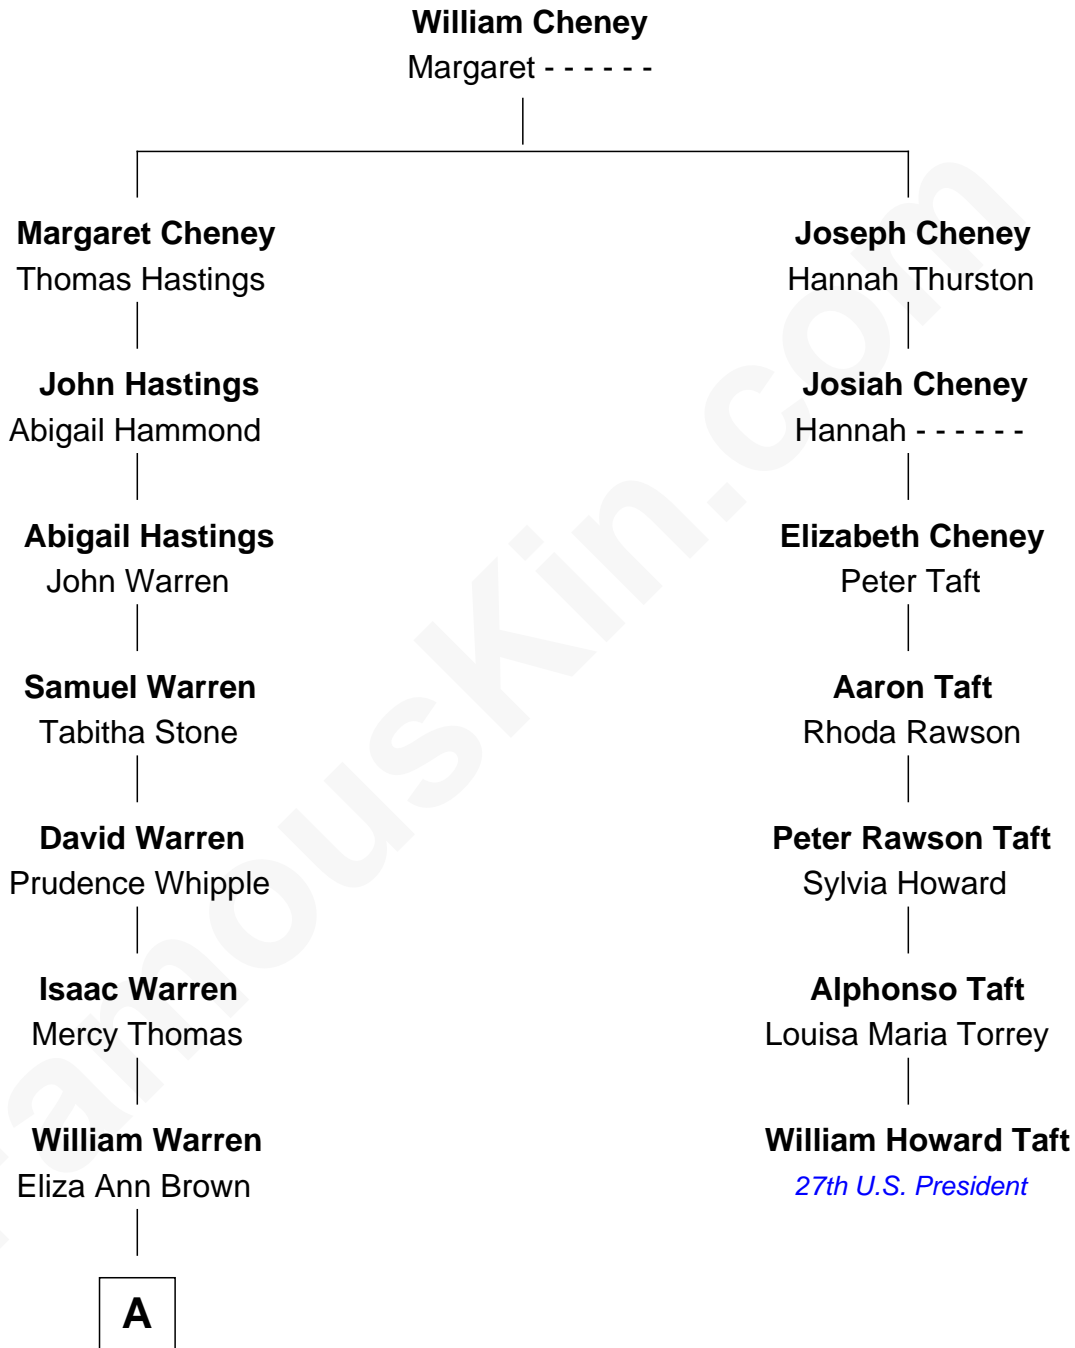 William Cheney
Margaret - - - - - -
Margaret Cheney
Thomas Hastings
Joseph Cheney
Hannah Thurston
John Hastings
Abigail Hammond
Josiah Cheney
Hannah - - - - - -
Abigail Hastings
John Warren
Elizabeth Cheney
Peter Taft
Samuel Warren
Tabitha Stone
Aaron Taft
Rhoda Rawson
David Warren
Prudence Whipple
Peter Rawson Taft
Sylvia Howard
Isaac Warren
Mercy Thomas
Alphonso Taft
Louisa Maria Torrey
William Warren
Eliza Ann Brown
William Howard Taft
27th U.S. President
A
FamousKin.com